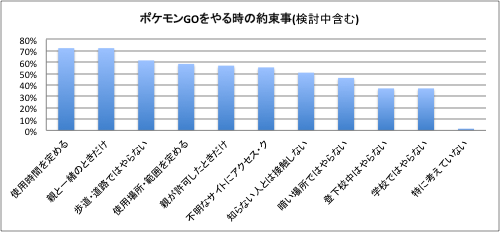 ポケモンGOをやる時の約束事(検討中含む)
80%
70%
60%
50%
40%
30%
20%
10%
0%
使用時間を定める
親と一緒のときだけ
歩道・道路ではやらない
使用場所・範囲を定める
親が許可したときだけ
不明なサイトにアクセス・ク
知らない人とは接触しない
暗い場所ではやらない
登下校中はやらない
学校ではやらない
特に考えていない